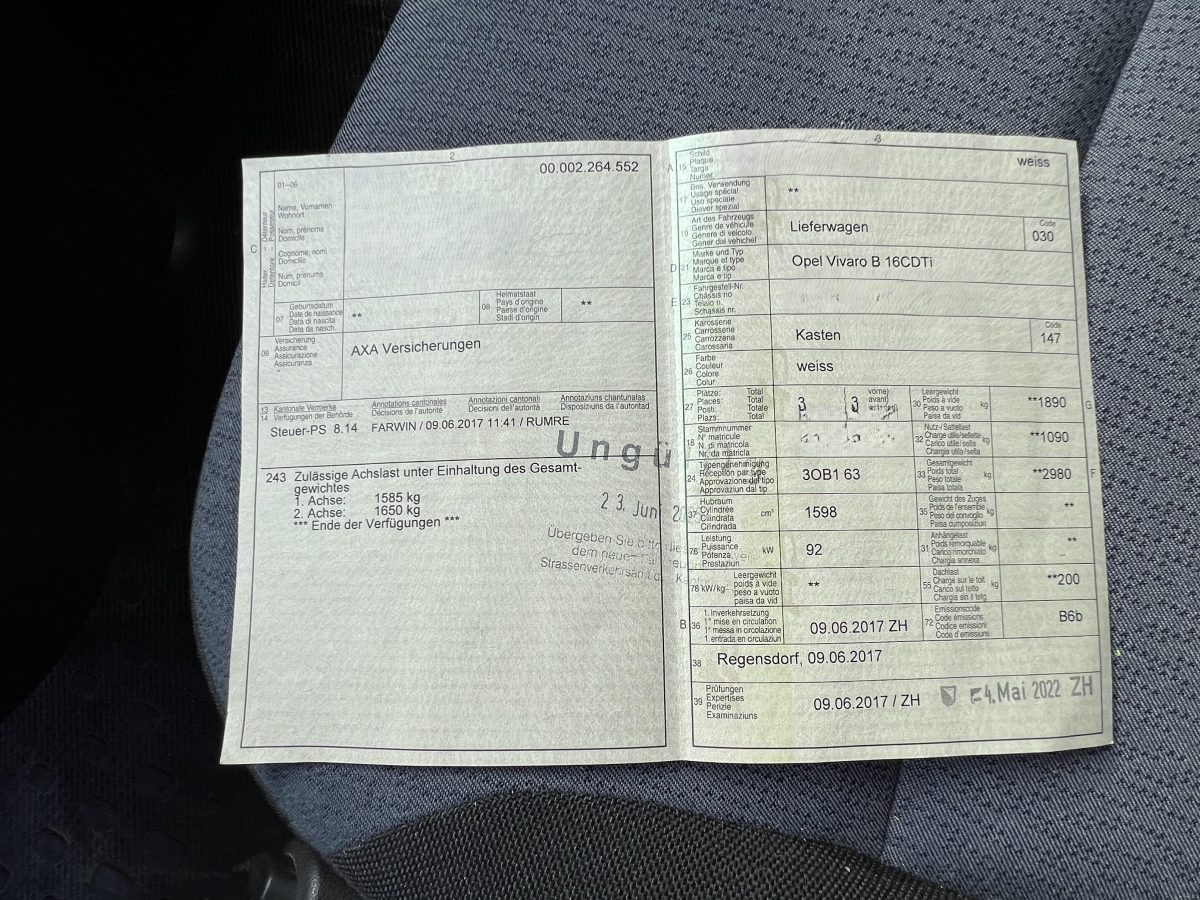 2
00.002.264.552
01-06
Name, Vornamen
Wohnort
Nom, prénoms
Domicile
Cognome, nomi
Domicilio
Num, prenums
Domicil
C
Halter
Détenteur
07 Geburtsdatum
Date de naissance
Data di nascita
Data da nasch.
**
08 Heimatstaat
Pays d'origine
Paese d'origine
Stadi d'origin
**
09 Versicherung
Assurance
Assicurazione
Assicuranza
AXA Versicherungen
13 Kantonale Vermerke
14 Verfügungen der Behörde
Annotations cantonales
Décisions de l'autorité
Annotazioni cantonali
Decisioni dell'autorità
Annotaziuns chantunalas
Disposiziuns da l'autoritad
Steuer-PS 8.14 FARWIN / 09.06.2017 11:41 / RUMRE
Ungü
243 Zulässige Achslast unter Einhaltung des Gesamt-
gewichtes
1. Achse: 1585 kg
2. Achse: 1650 kg
*** Ende der Verfügungen ***
23. Juni
Übergeben Sie bitte
dem neuen
Strassenverkehrsamt
A 15 Schild
Plaque
Targa
Numer
weiss
17 Bes. Verwendung
Usage spécial
Uso speciale
Diever spezial
**
19 Art des Fahrzeugs
Genre de véhicule
Genere di veicolo
Gener dal vehichel
Lieferwagen
Code
030
D 21 Marke und Typ
Marque et type
Marca e tipo
Marca e tip
Opel Vivaro B 16CDTi
E 23 Fahrgestell-Nr.
Châssis no
Telaio n.
Schassis nr.
25 Karosserie
Carrosserie
Carrozzeria
Carossaria
Kasten
Code
147
26 Farbe
Couleur
Colore
Colur
weiss
27 Plätze: Total
Places: Total
Posti: Totale
Plazs: Total
3 ( 3 vorne)
avant)
30 Leergewicht
Poids à vide
Peso a vuoto
Paisa da vid
kg
**1890
G
18 Stammnummer
N° matricule
N. di matricola
Nr. da matricla
32 Nutz-/Sattellast
Charge utile/sellette
Carico utile/sella
Chargia utila/sella
kg
**1090
24 Typengenehmigung
Réception par type
Approvazione del tipo
Approvaziun dal tip
3OB1 63
33 Gesamtgewicht
Poids total
Peso totale
Paisa totala
kg
**2980
F
37 Hubraum
Cylindrée
Cilindrata
Cilindrada
cm³
1598
35 Gewicht des Zuges
Poids de l'ensemble
Peso del convoglio
Paisa cumposiziun
kg
**
76 Leistung
Puissance
Potenza
Prestaziun
kW
92
31 Anhängelast
Poids remorquable
Carico rimorchiato
Chargia annexa
kg
**
78 kW/kg Leergewicht
poids à vide
peso a vuoto
paisa da vid
**
55 Dachlast
Charge sur le toit
Carico sul tetto
Chargia sin il tetg
kg
**200
B 36 1. Inverkehrsetzung
1re mise en circulation
1a messa in circolazione
1. entrada en circulaziun
09.06.2017 ZH
72 Emissionscode
Code émissions
Codice emissioni
Code d'emissiuns
B6b
38 Regensdorf, 09.06.2017
39 Prüfungen
Expertises
Perizie
Examinaziuns
09.06.2017 / ZH
4. Mai 2022 ZH